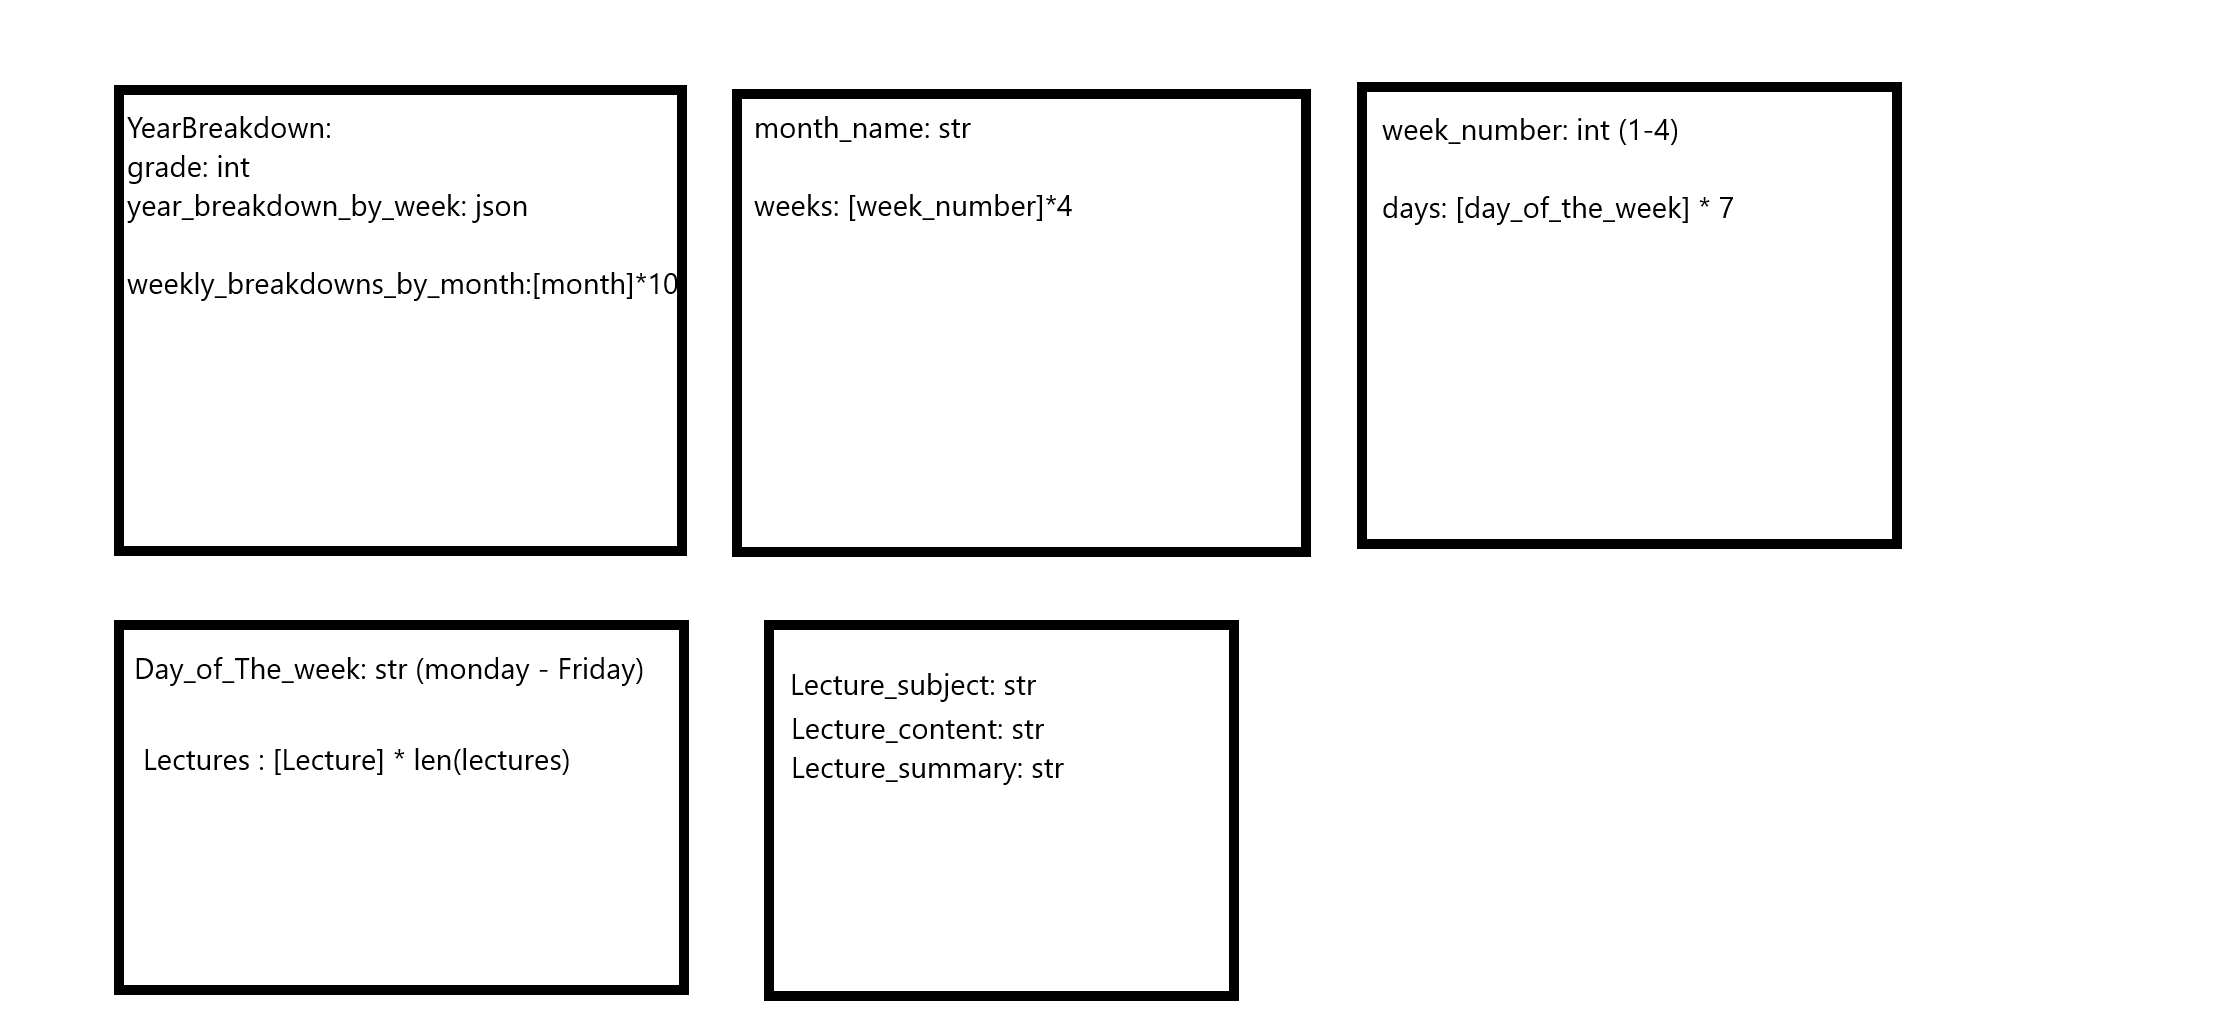 YearBreakdown:
grade: int
year_breakdown_by_week: json
weekly_breakdowns_by_month:[month]*10
month_name: str
weeks: [week_number]*4
week_number: int (1-4)
days: [day_of_the_week] * 7
Day_of_The_week: str (monday - Friday)
Lectures : [Lecture] * len(lectures)
Lecture_subject: str
Lecture_content: str
Lecture_summary: str